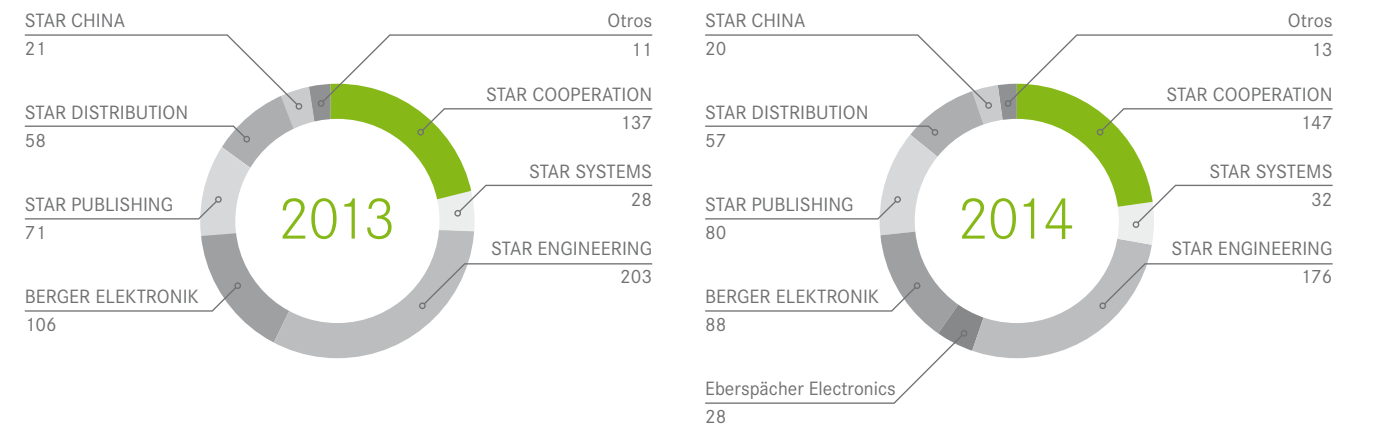 STAR CHINA
21
Otros
11
STAR COOPERATION
137
STAR DISTRIBUTION
58
STAR SYSTEMS
28
STAR PUBLISHING
71
2013
STAR ENGINEERING
203
BERGER ELEKTRONIK
106
STAR CHINA
20
Otros
13
STAR COOPERATION
147
STAR DISTRIBUTION
57
STAR SYSTEMS
32
STAR PUBLISHING
80
2014
STAR ENGINEERING
176
BERGER ELEKTRONIK
88
Eberspächer Electronics
28